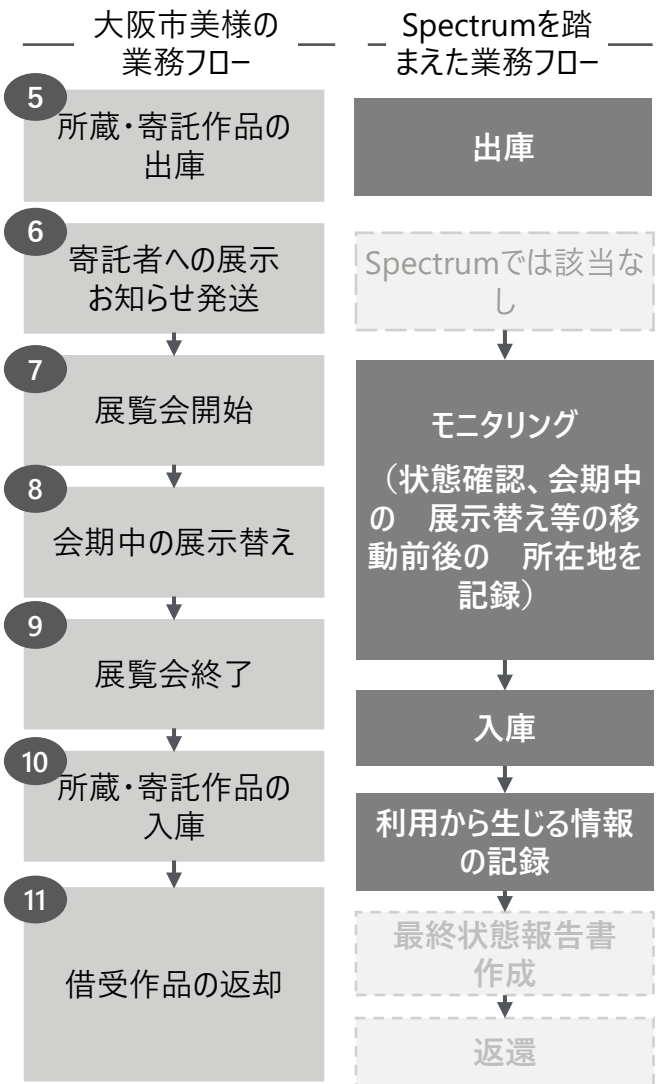 大阪市美様の
業務フロー
Spectrumを踏
まえた業務フロー
5
所蔵・寄託作品の
出庫
出庫
6
寄託者への展示
お知らせ発送
Spectrumでは該当な
し
7
展覧会開始
モニタリング
（状態確認、会期中
の　展示替え等の移
動前後の　所在地を
記録）
8
会期中の展示替え
9
展覧会終了
入庫
10
所蔵・寄託作品の
入庫
利用から生じる情報
の記録
11
借受作品の返却
最終状態報告書
作成
返還